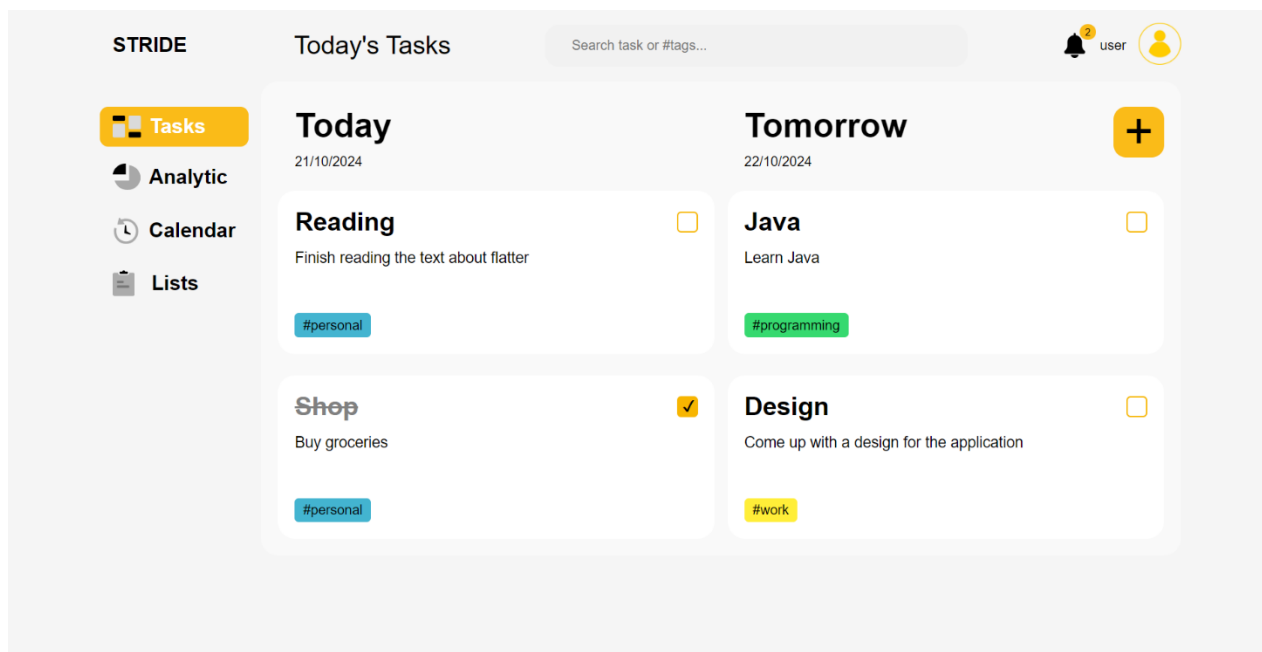 STRIDE
Today's Tasks
Search task or #tags...
2
user
Tasks
Analytic
Calendar
Lists
Today
21/10/2024
Tomorrow
22/10/2024
+
Reading
Finish reading the text about flatter
#personal
Java
Learn Java
#programming
Shop
Buy groceries
#personal
Design
Come up with a design for the application
#work